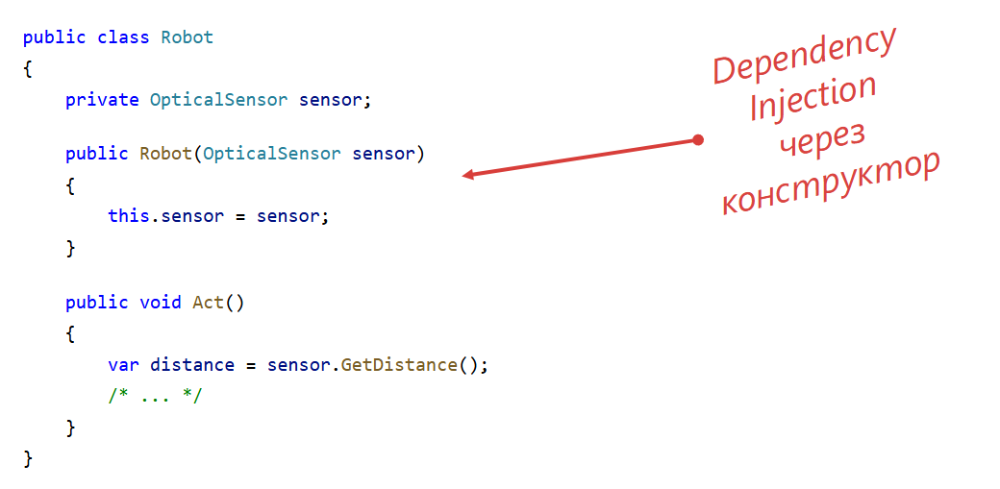 public class Robot
{
    private OpticalSensor sensor;
    public Robot(OpticalSensor sensor)
    {
        this.sensor = sensor;
    }
    public void Act()
    {
        var distance = sensor.GetDistance();
        /* ... */
    }
}
Dependency
Injection
через
конструктор